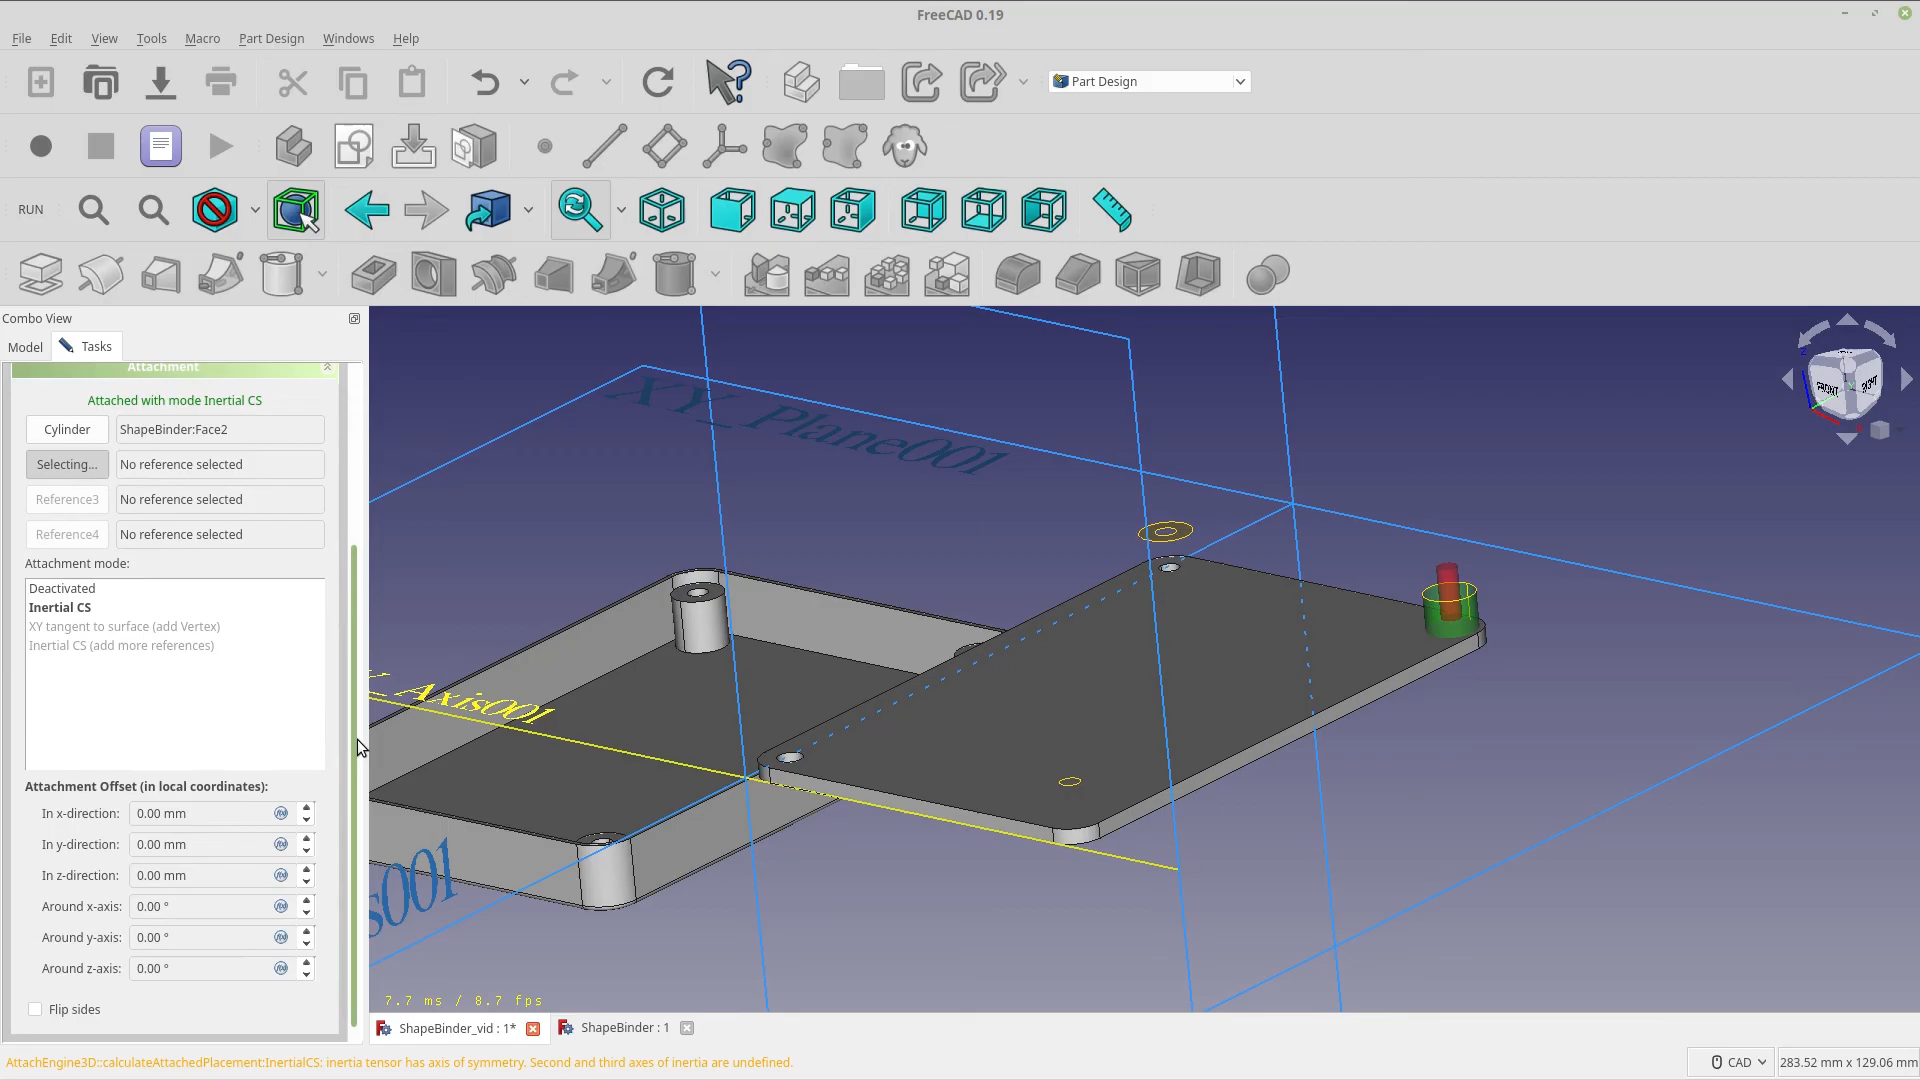 FreeCAD 0.19
File Edit View Tools Macro Part Design Windows Help
Part Design
RUN
Combo View
Model Tasks
Attachment
Attached with mode Inertial CS
Cylinder ShapeBinder:Face2
Selecting... No reference selected
Reference3 No reference selected
Reference4 No reference selected
Attachment mode:
Deactivated
Inertial CS
XY tangent to surface (add Vertex)
Inertial CS (add more references)
Attachment Offset (in local coordinates):
In x-direction: 0.00 mm
In y-direction: 0.00 mm
In z-direction: 0.00 mm
Around x-axis: 0.00 °
Around y-axis: 0.00 °
Around z-axis: 0.00 °
Flip sides
XY_Plane001
_Axis001
s001
FRONT RIGHT
7.7 ms / 8.7 fps
ShapeBinder_vid : 1* ShapeBinder : 1
AttachEngine3D::calculateAttachedPlacement:InertialCS: inertia tensor has axis of symmetry. Second and third axes of inertia are undefined.
CAD 283.52 mm x 129.06 mm